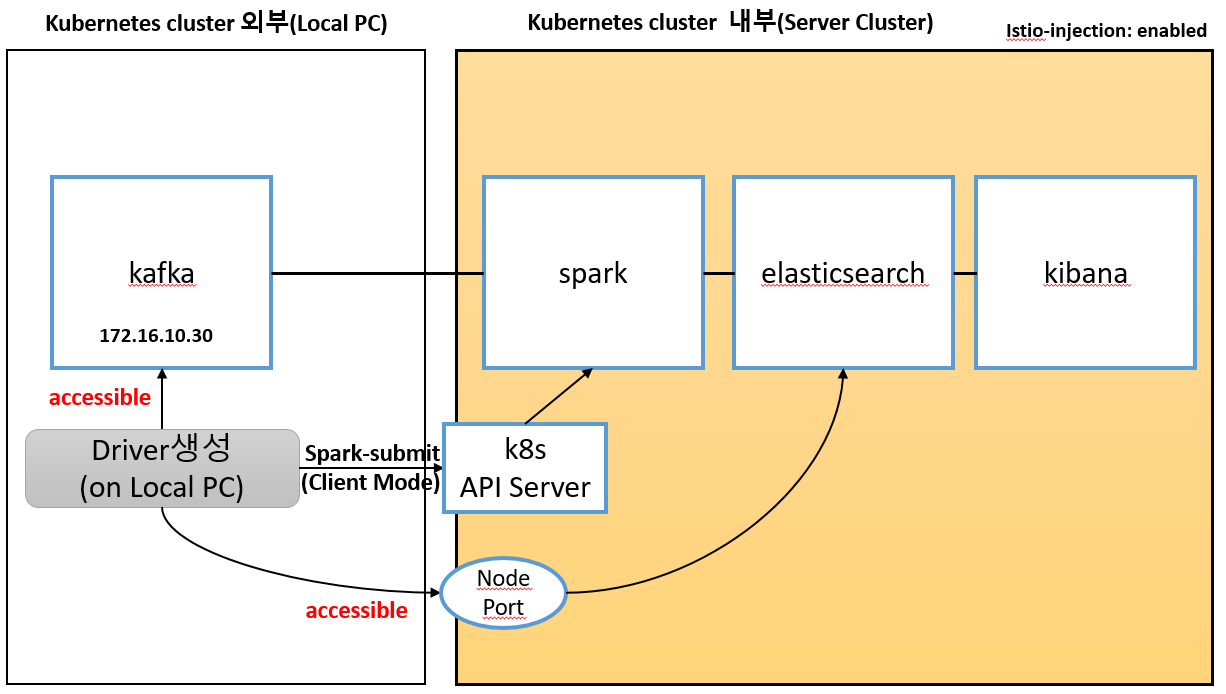 Kubernetes cluster 외부(Local PC)
Kubernetes cluster 내부(Server Cluster)
Istio-injection: enabled
kafka
172.16.10.30
spark
elasticsearch
kibana
accessible
Driver생성
(on Local PC)
Spark-submit
(Client Mode)
k8s
API Server
Node
Port
accessible